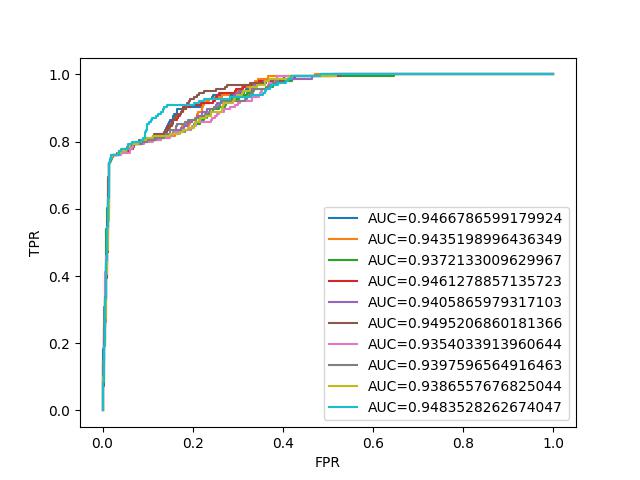 1.0
0.8
0.6
0.4
0.2
0.0
TPR
AUC=0.9466786599179924
AUC=0.9435198996436349
AUC=0.9372133009629967
AUC=0.9461278857135723
AUC=0.9405865979317103
AUC=0.9495206860181366
AUC=0.9354033913960644
AUC=0.9397596564916463
AUC=0.9386557676825044
AUC=0.9483528262674047
0.0 0.2 0.4 0.6 0.8 1.0
FPR